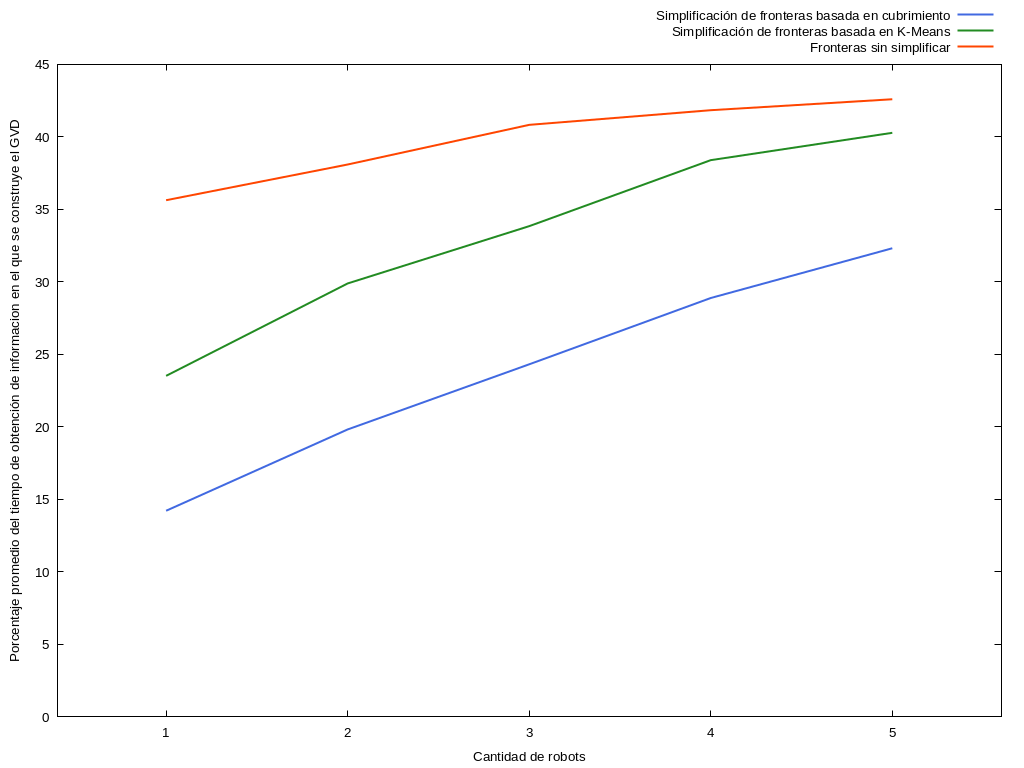 Simplificación de fronteras basada en cubrimiento
Simplificación de fronteras basada en K-Means
Fronteras sin simplificar
45
40
35
30
25
20
15
10
5
0
Porcentaje promedio del tiempo de obtención de informacion en el que se construye el GVD
1 2 3 4 5
Cantidad de robots